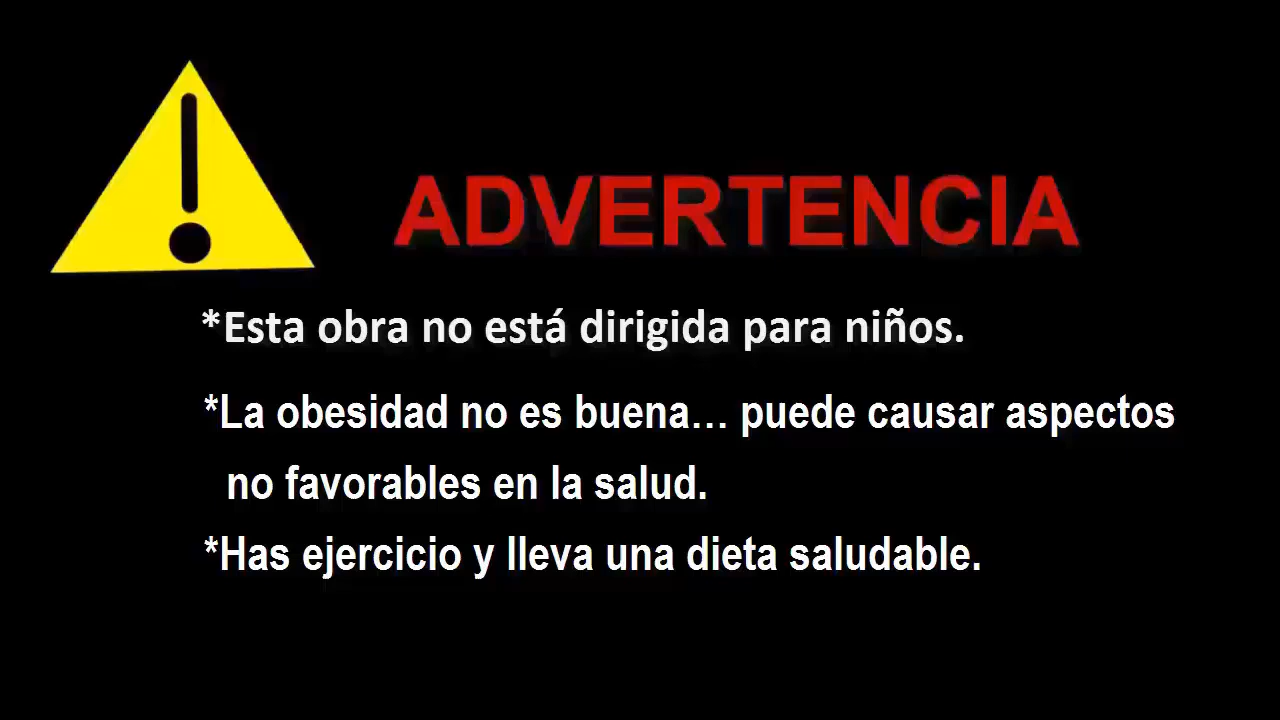 ADVERTENCIA
*Esta obra no está dirigida para niños.
*La obesidad no es buena... puede causar aspectos
no favorables en la salud.
*Has ejercicio y lleva una dieta saludable.